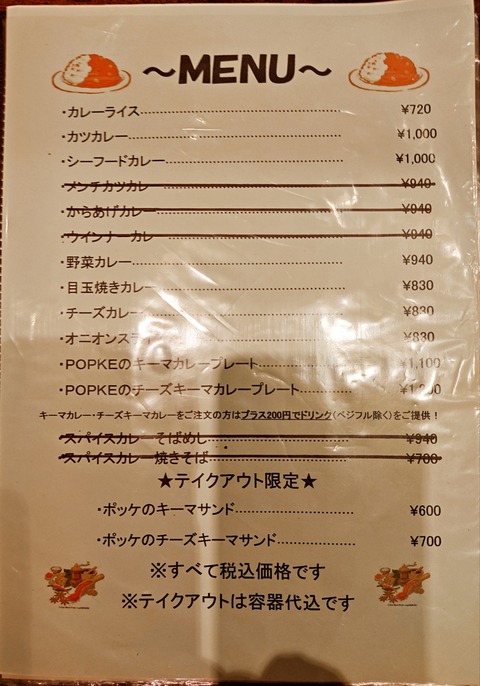 ～MENU～
・カレーライス ¥720
・カツカレー ¥1,000
・シーフードカレー ¥1,000
・メンチカツカレー ¥940
・からあげカレー ¥940
・ウインナーカレー ¥940
・野菜カレー ¥940
・目玉焼きカレー ¥830
・チーズカレー ¥830
・オニオンス ¥830
・POPKEのキーマカレープレート ¥1,100
・POPKEのチーズキーマカレープレート
キーマカレー・チーズキーマカレーをご注文の方はプラス200円でドリンク（ベジフル除く）をご提供！
・スパイスカレー そばめし ¥940
・スパイスカレー 焼きそば ¥700
★テイクアウト限定★
・ポッケのキーマサンド ¥600
・ポッケのチーズキーマサンド ¥700
※すべて税込価格です
※テイクアウトは容器代込です